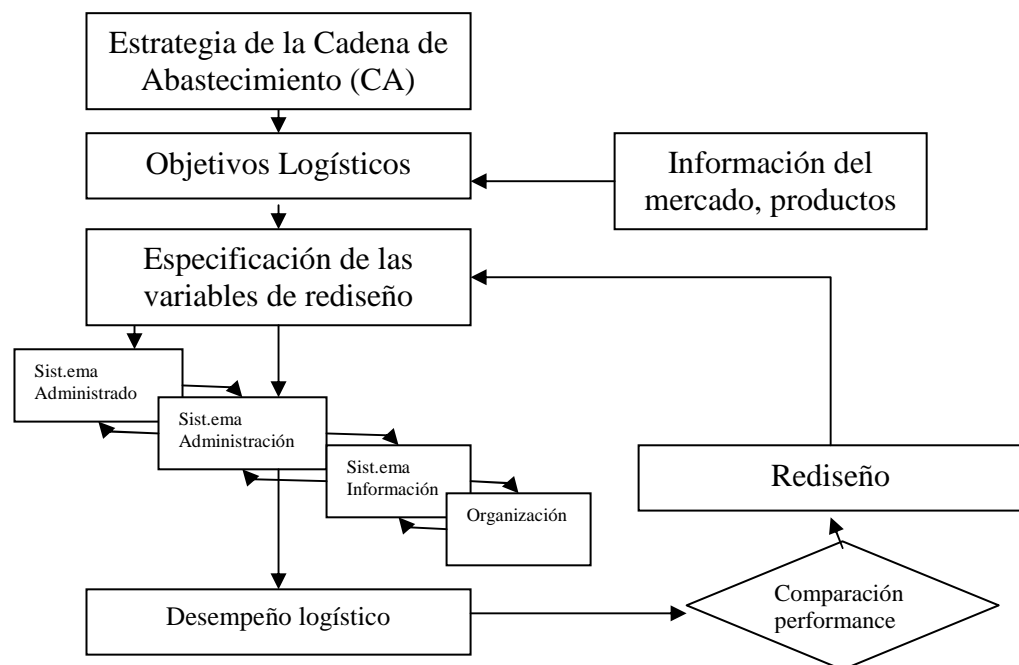 Estrategia de la Cadena de
Abastecimiento (CA)
Objetivos Logísticos
Información del
mercado, productos
Especificación de las
variables de rediseño
Sist.ema
Administrado
Sist.ema
Administración
Sist.ema
Información
Organización
Rediseño
Desempeño logístico
Comparación
performance